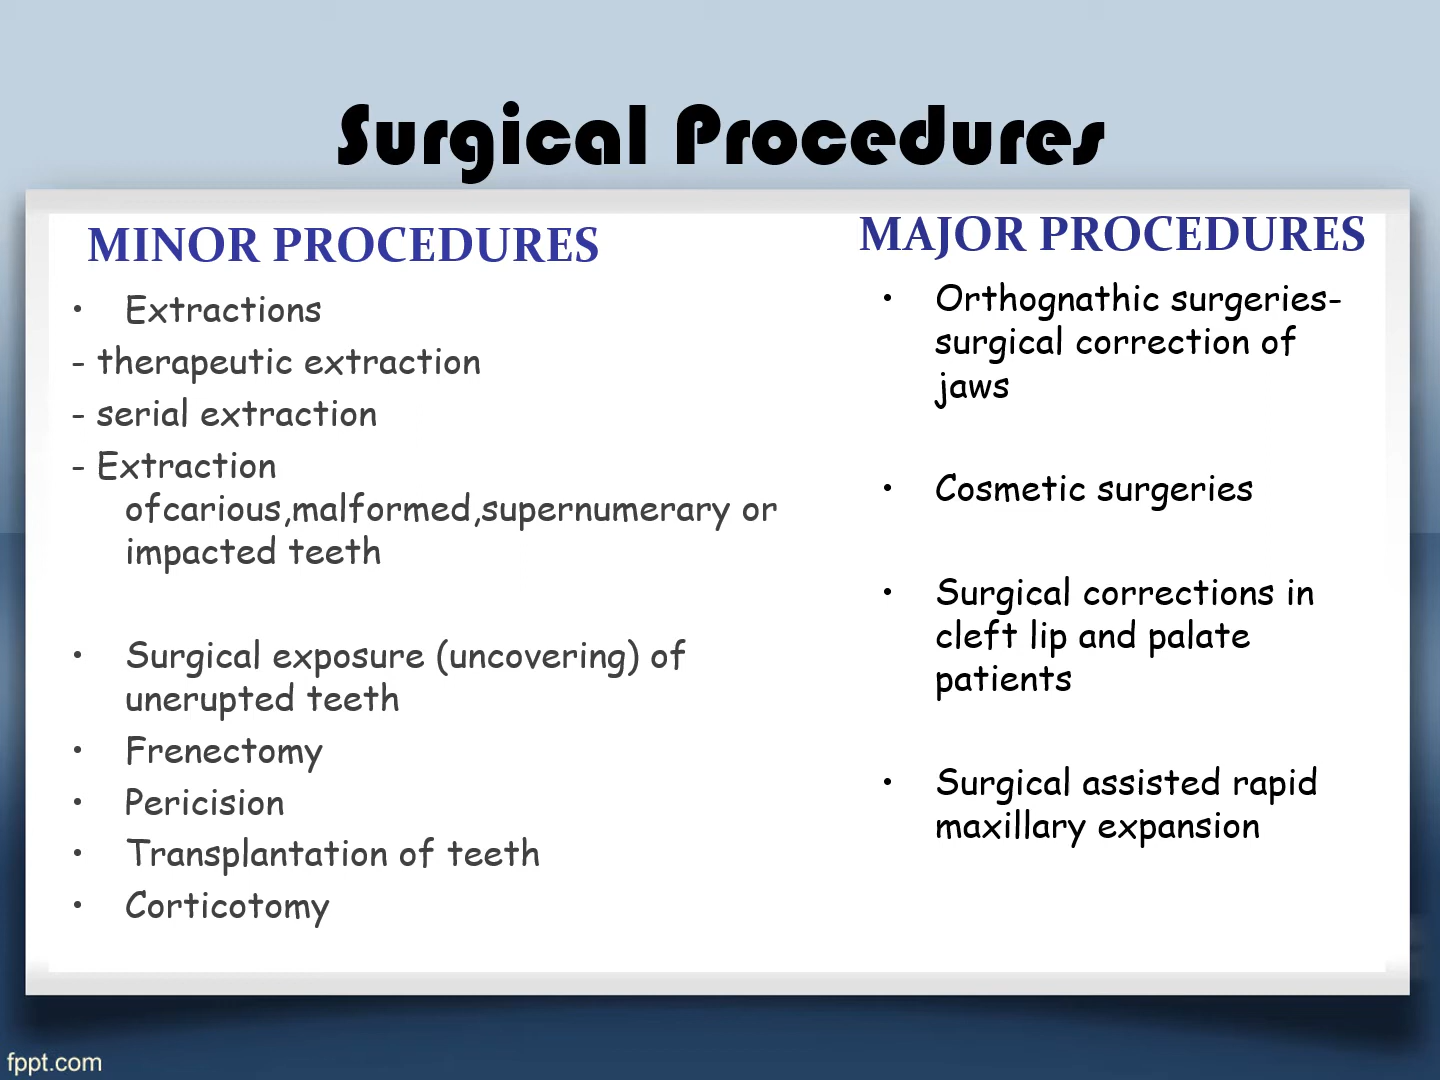 Surgical Procedures
MINOR PROCEDURES
• Extractions
- therapeutic extraction
- serial extraction
- Extraction
ofcarious,malformed,supernumerary or
impacted teeth
• Surgical exposure (uncovering) of
unerupted teeth
• Frenectomy
• Pericision
• Transplantation of teeth
• Corticotomy
MAJOR PROCEDURES
• Orthognathic surgeries-
surgical correction of
jaws
• Cosmetic surgeries
• Surgical corrections in
cleft lip and palate
patients
• Surgical assisted rapid
maxillary expansion
fppt.com